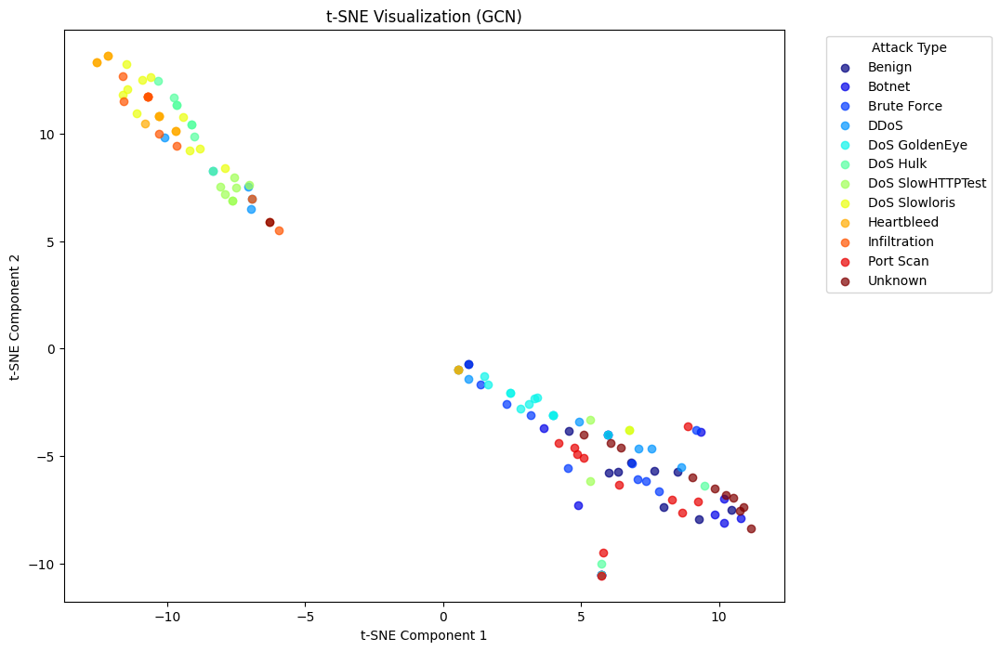 t-SNE Visualization (GCN)
t-SNE Component 2
10
5
0
−5
−10
−10
−5
0
5
10
t-SNE Component 1
Attack Type
Benign
Botnet
Brute Force
DDoS
DoS GoldenEye
DoS Hulk
DoS SlowHTTPTest
DoS Slowloris
Heartbleed
Infiltration
Port Scan
Unknown